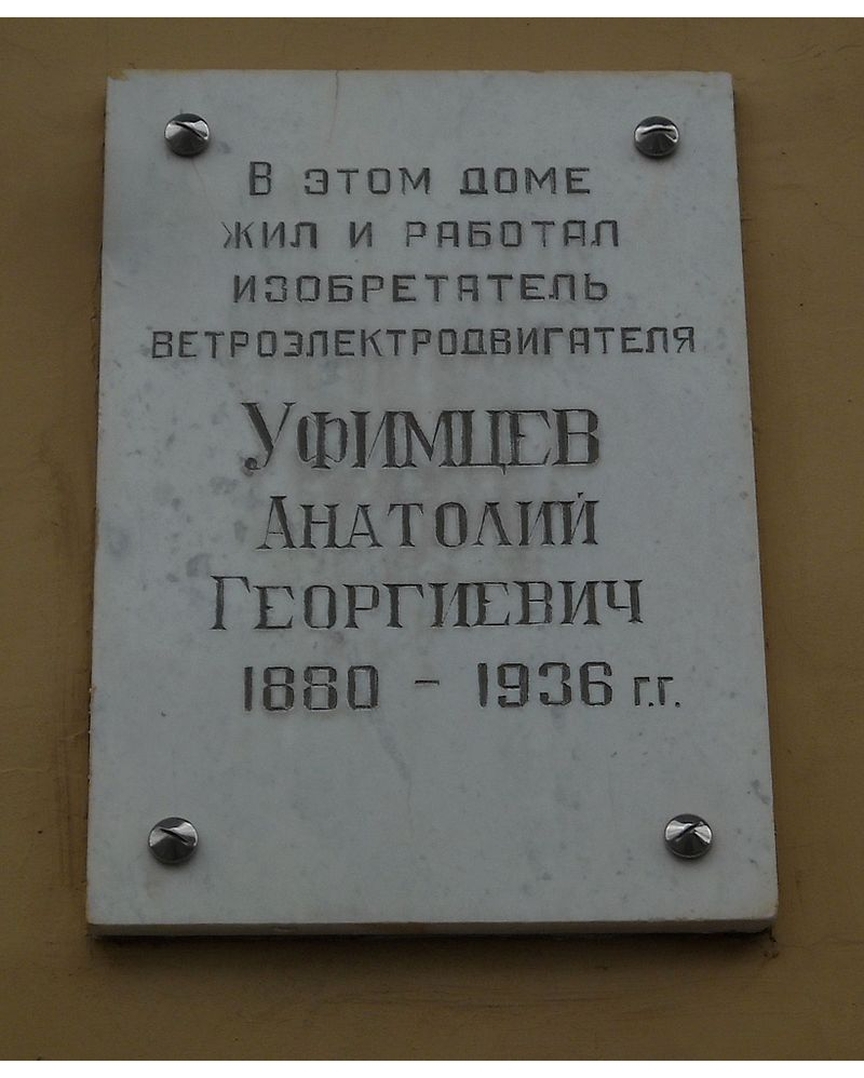 В ЭТОМ ДОМЕ
ЖИЛ И РАБОТАЛ
ИЗОБРЕТАТЕЛЬ
ВЕТРОЭЛЕКТРОДВИГАТЕЛЯ
УФИМЦЕВ
АНАТОЛИЙ
ГЕОРГИЕВИЧ
1880 - 1936 г.г.